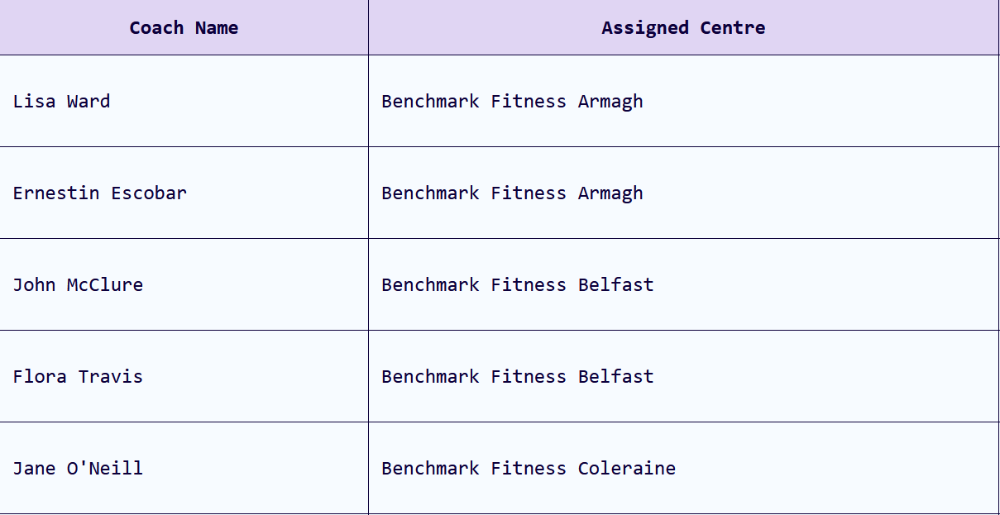 Coach Name Assigned Centre
Lisa Ward Benchmark Fitness Armagh
Ernestin Escobar Benchmark Fitness Armagh
John McClure Benchmark Fitness Belfast
Flora Travis Benchmark Fitness Belfast
Jane O'Neill Benchmark Fitness Coleraine